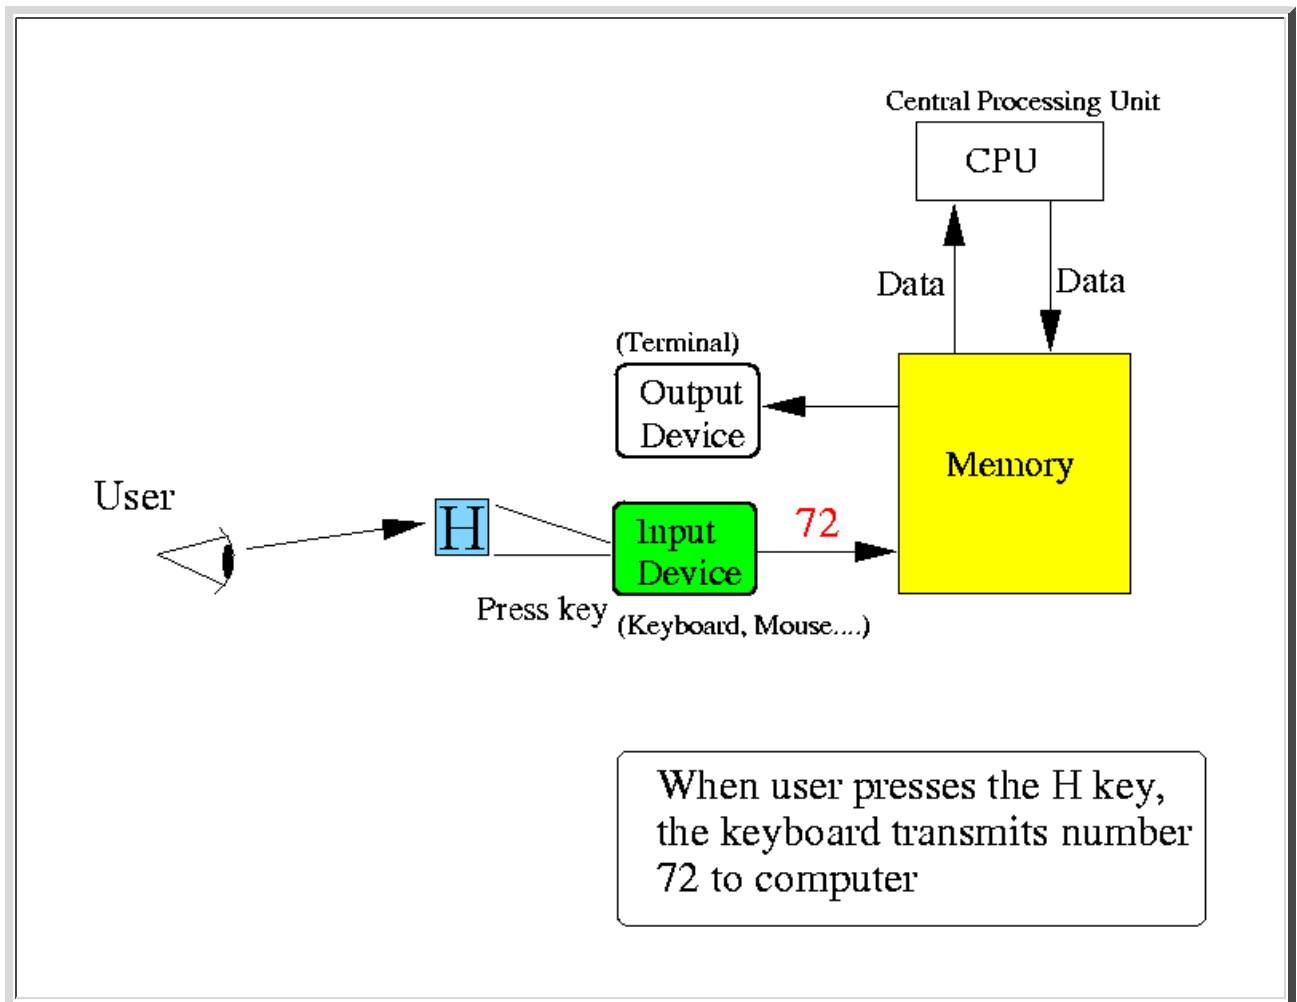 Central Processing Unit
CPU
Data
Data
(Terminal)
Output
Device
Memory
User
H
Input
Device
72
Press key
(Keyboard, Mouse....)
When user presses the H key,
the keyboard transmits number
72 to computer